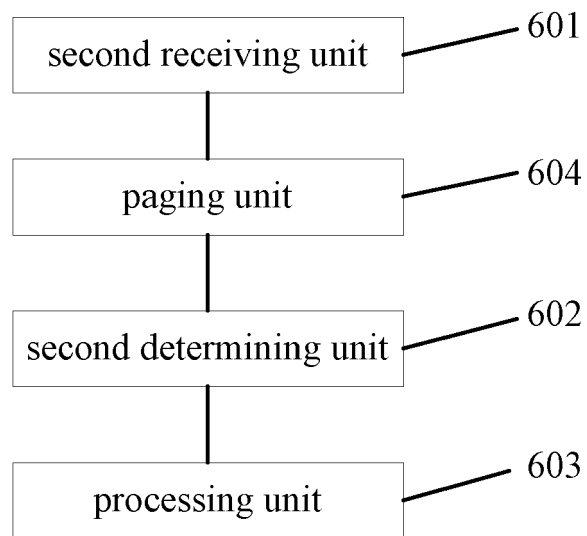 second receiving unit 601
paging unit 604
second determining unit 602
processing unit 603